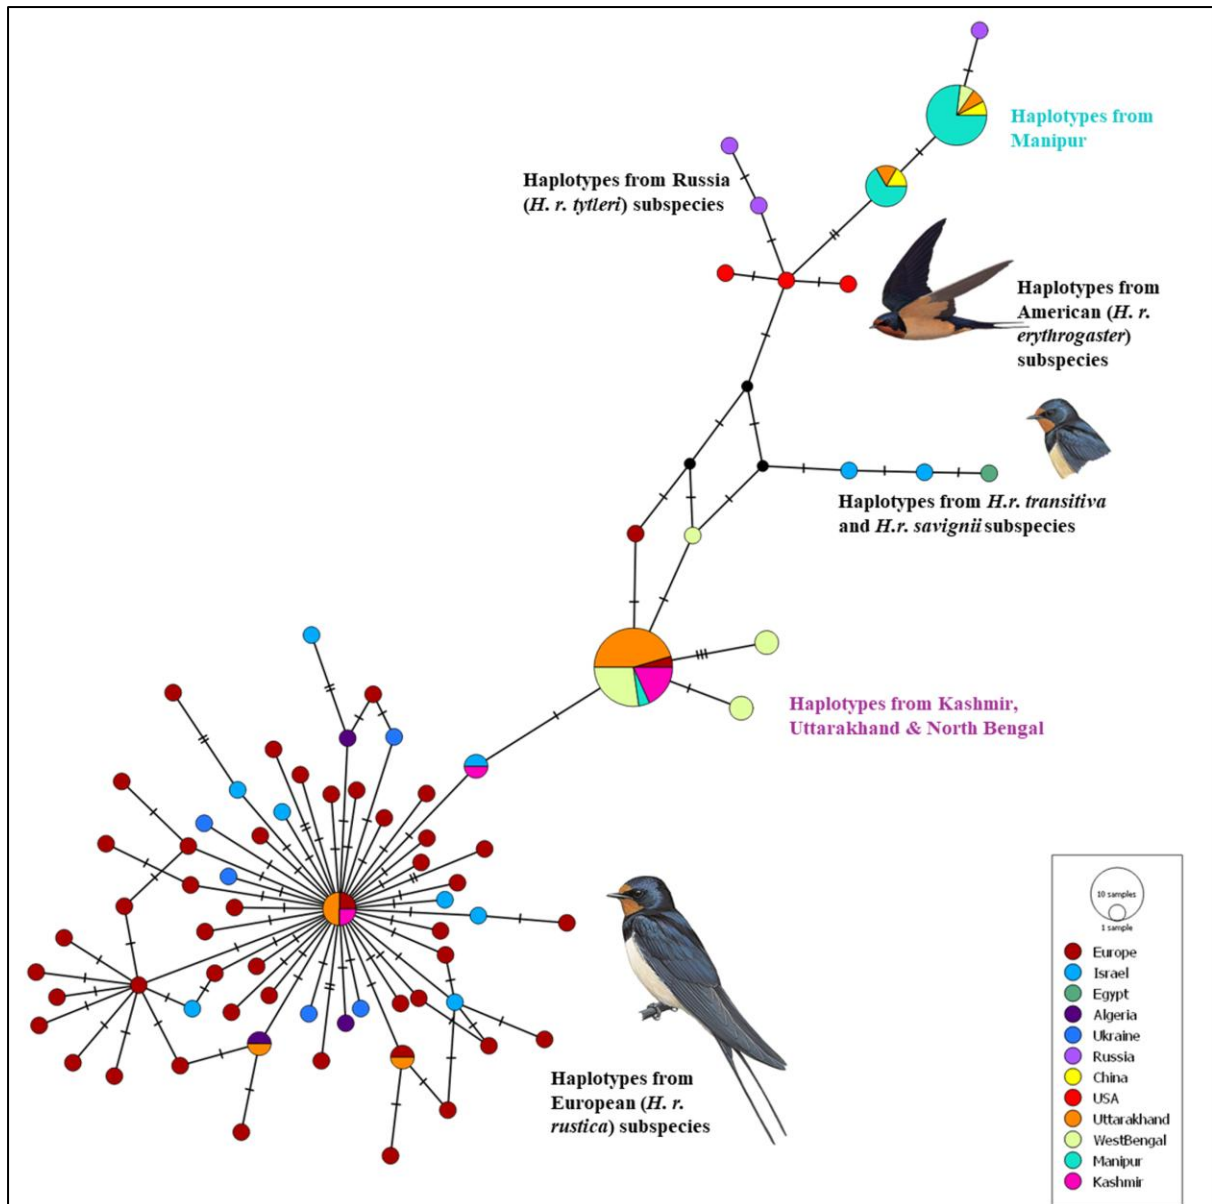 Haplotypes from
Manipur
Haplotypes from Russia
(H. r. tytleri) subspecies
Haplotypes from
American (H. r.
erythrogaster)
subspecies
Haplotypes from H.r. transitiva
and H.r. savignii subspecies
Haplotypes from Kashmir,
Uttarakhand & North Bengal
Haplotypes from
European (H. r.
rustica) subspecies
10 samples
1 sample
Europe
Israel
Egypt
Algeria
Ukraine
Russia
China
USA
Uttarakhand
WestBengal
Manipur
Kashmir